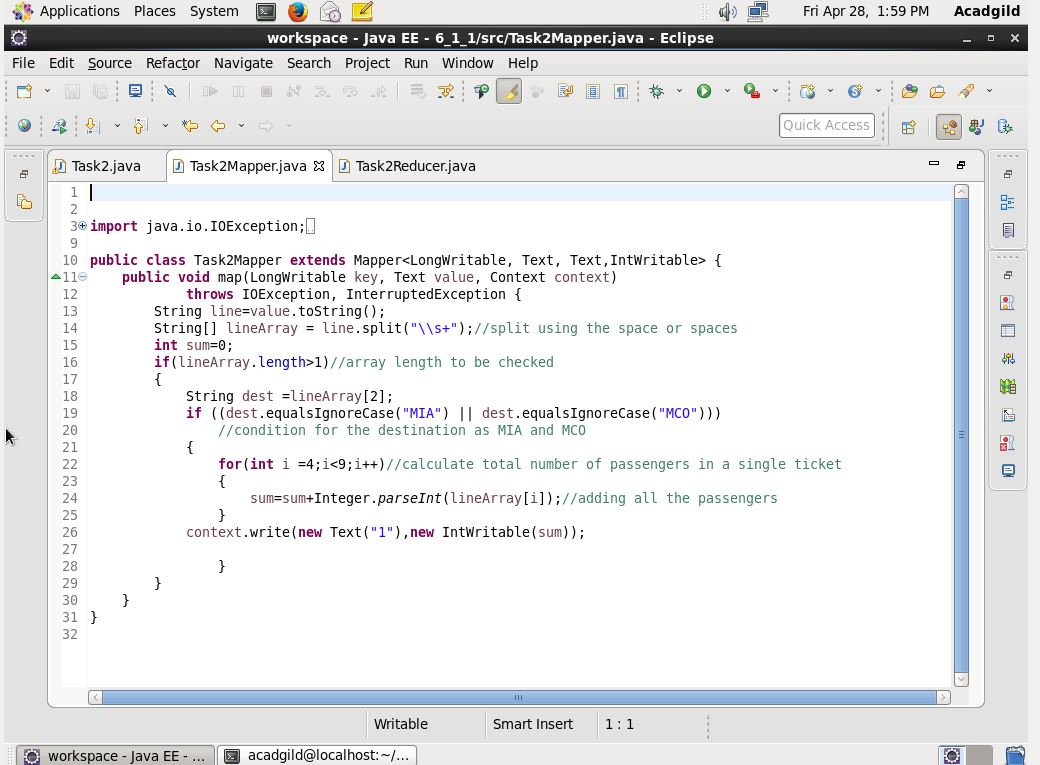 Applications Places System Fri Apr 28, 1:59 PM Acadgild
workspace - Java EE - 6_1_1/src/Task2Mapper.java - Eclipse
File Edit Source Refactor Navigate Search Project Run Window Help
Quick Access
Task2.java Task2Mapper.java Task2Reducer.java
1
2
3 import java.io.IOException;
9
10 public class Task2Mapper extends Mapper<LongWritable, Text, Text,IntWritable> {
11 public void map(LongWritable key, Text value, Context context)
12 throws IOException, InterruptedException {
13 String line=value.toString();
14 String[] lineArray = line.split("\\s+");//split using the space or spaces
15 int sum=0;
16 if(lineArray.length>1)//array length to be checked
17 {
18 String dest =lineArray[2];
19 if ((dest.equalsIgnoreCase("MIA") || dest.equalsIgnoreCase("MCO")))
20 //condition for the destination as MIA and MCO
21 {
22 for(int i =4;i<9;i++)//calculate total number of passengers in a single ticket
23 {
24 sum=sum+Integer.parseInt(lineArray[i]);//adding all the passengers
25 }
26 context.write(new Text("1"),new IntWritable(sum));
27
28 }
29 }
30 }
31 }
32
Writable Smart Insert 1 : 1
workspace - Java EE - ... acadgild@localhost:~/...